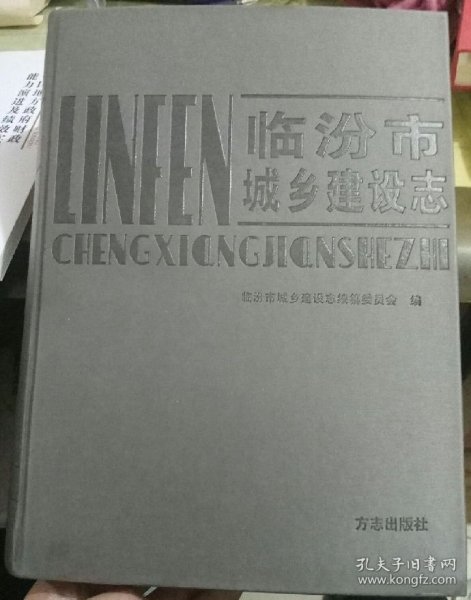 LINFEN
临汾市
城乡建设志
CHENGXIANGJIANSHEZHI
临汾市城乡建设志编纂委员会 编
方志出版社
孔夫子旧书网
www.kongfz.com